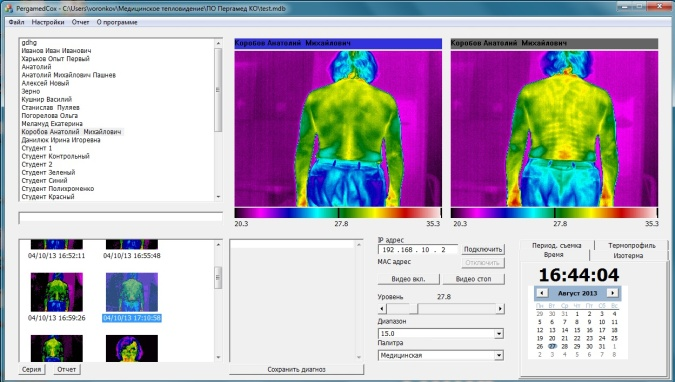 PergamedCox - C:\Users\voronkov\Медицинское тепловидение\ПО Пергамед КО\test.mdb
Файл Настройки Отчет О программе
gdhg
Иванов Иван Иванович
Харьков Опыт Первый
Анатолий
Анатолий Михайлович Пашнев
Алексей Новый
Зерно
Кушнир Василий
Станислав Пуляев
Погорелова Ольга
Меламуд Екатерина
Коробов Анатолий Михайлович
Данилюк Ирина Игоревна
Студент 1
Студент Контрольный
Студент 2
Студент Зеленый
Студент Синий
Студент Полихроменко
Студент Красный
Коробов Анатолий Михайлович
20.3 27.8 35.3
Коробов Анатолий Михайлович
20.3 27.8 35.3
04/10/13 16:52:11 04/10/13 16:55:48
04/10/13 16:59:26 04/10/13 17:10:58
Серия Отчет
Сохранить диагноз
IP адрес
192 .168 . 10 . 2 Подключить
MAC адрес Отключить
Видео вкл. Видео стоп
Уровень 27.8
Диапазон
15.0
Палитра
Медицинская
Период. съемка Термопрофиль
Время Изотерма
16:44:04
Август 2013
Пн Вт Ср Чт Пт Сб Вс
29 30 31 1 2 3 4
5 6 7 8 9 10 11
12 13 14 15 16 17 18
19 20 21 22 23 24 25
26 27 28 29 30 31 1
2 3 4 5 6 7 8